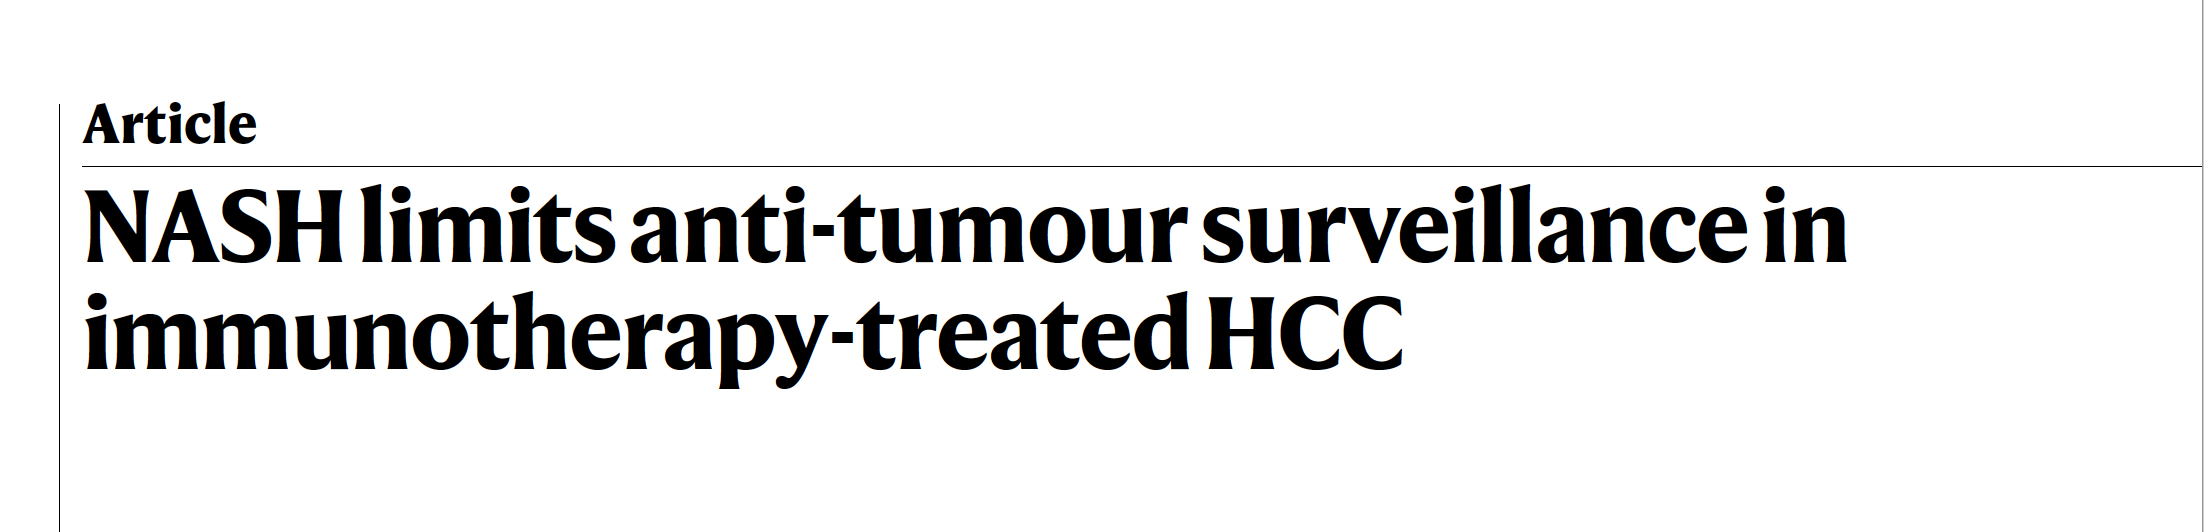 Article
NASH limits anti-tumour surveillance in
immunotherapy-treated HCC